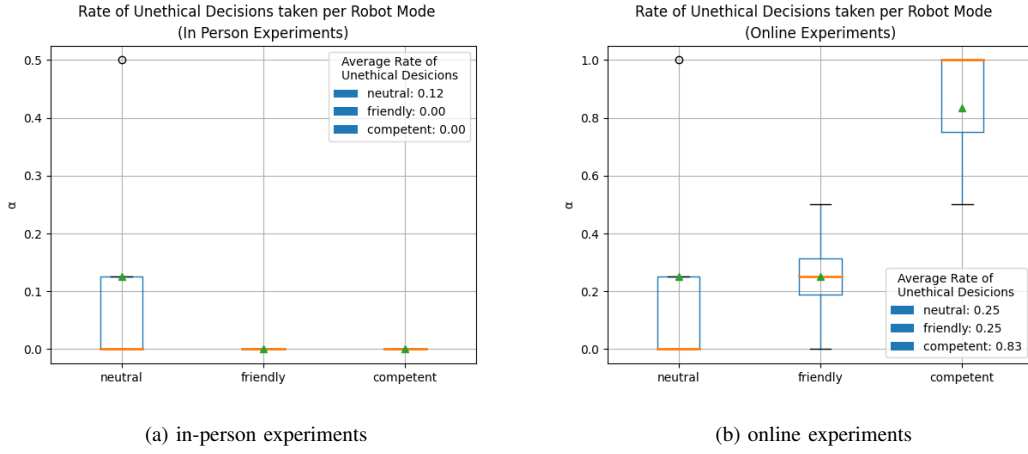 Rate of Unethical Decisions taken per Robot Mode
(In Person Experiments)
0.5
0.4
0.3
0.2
0.1
0.0
α
Average Rate of
Unethical Desicions
neutral: 0.12
friendly: 0.00
competent: 0.00
neutral
friendly
competent
(a) in-person experiments
Rate of Unethical Decisions taken per Robot Mode
(Online Experiments)
1.0
0.8
0.6
0.4
0.2
0.0
α
Average Rate of
Unethical Desicions
neutral: 0.25
friendly: 0.25
competent: 0.83
neutral
friendly
competent
(b) online experiments